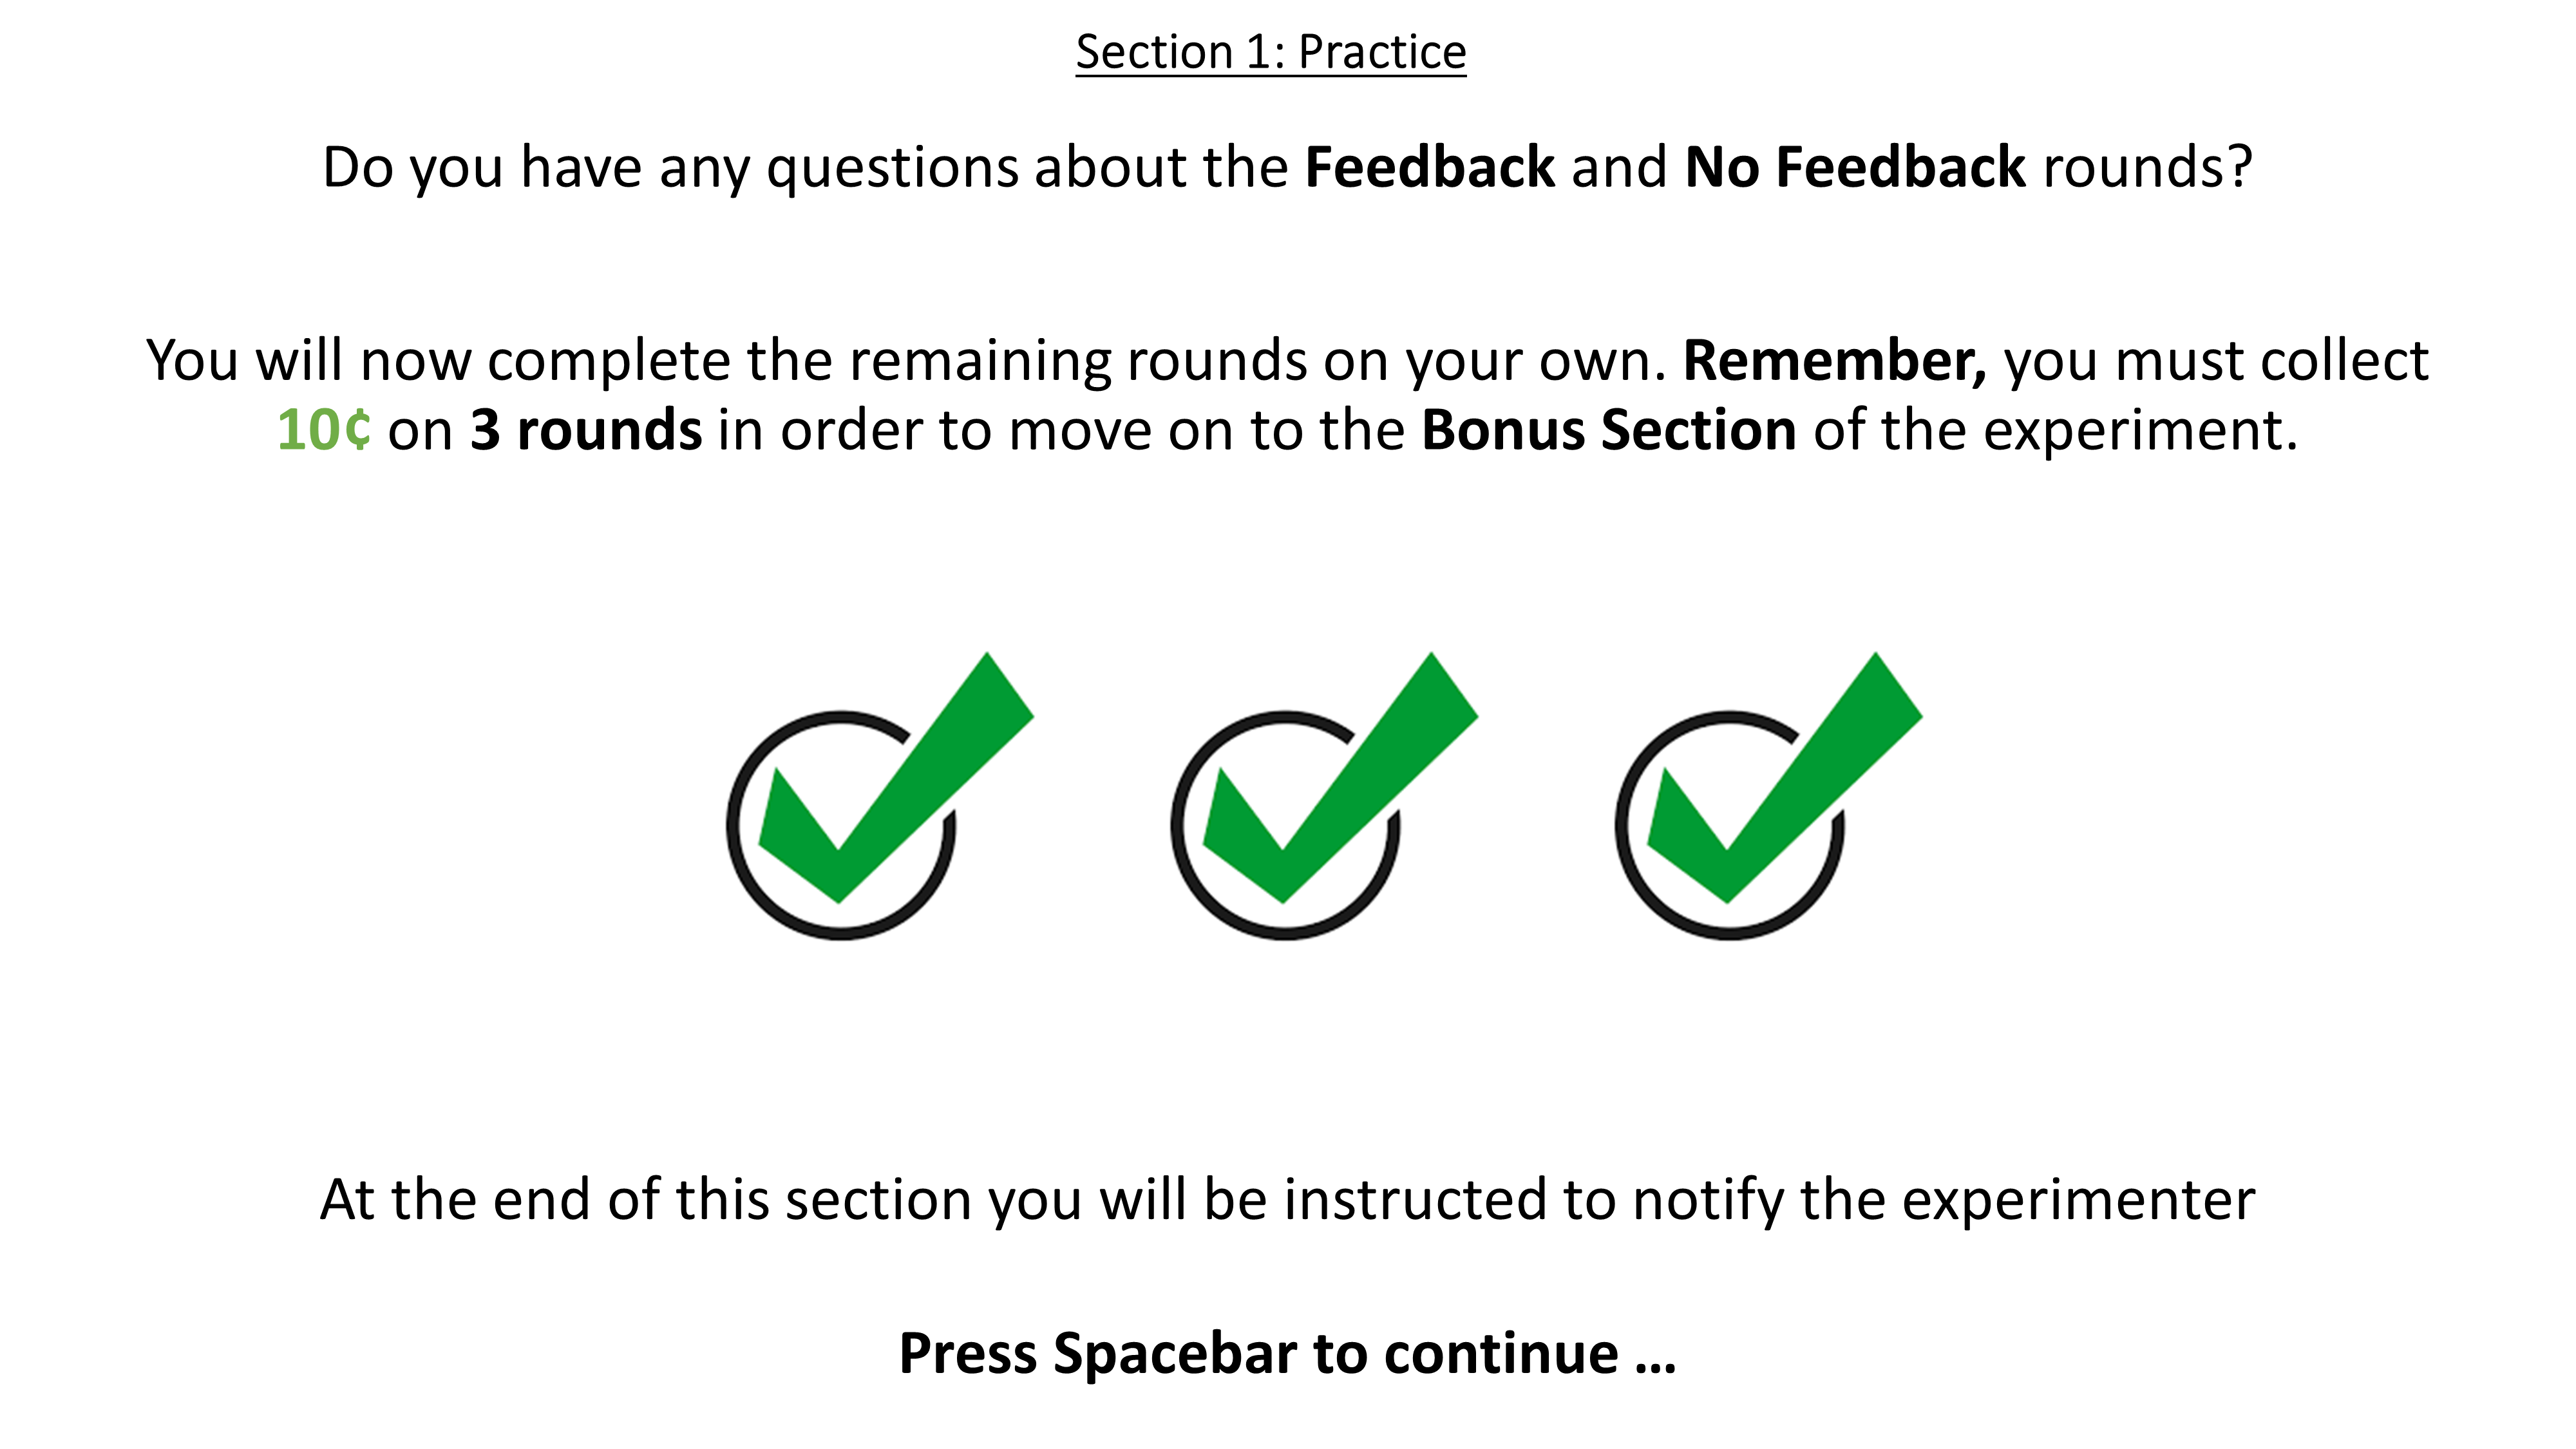 Section 1: Practice
Do you have any questions about the Feedback and No Feedback rounds?
You will now complete the remaining rounds on your own. Remember, you must collect
10¢ on 3 rounds in order to move on to the Bonus Section of the experiment.
At the end of this section you will be instructed to notify the experimenter
Press Spacebar to continue ...